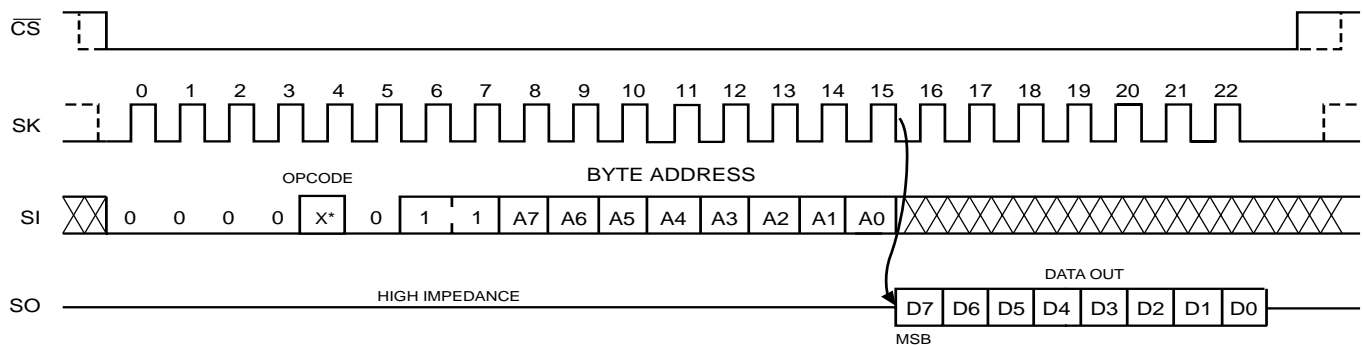 CS
0 1 2 3 4 5 6 7 8 9 10 11 12 13 14 15 16 17 18 19 20 21 22
SK
OPCODE
BYTE ADDRESS
SI 0 0 0 0 X* 0 1 1 A7 A6 A5 A4 A3 A2 A1 A0
DATA OUT
HIGH IMPEDANCE
SO D7 D6 D5 D4 D3 D2 D1 D0
MSB